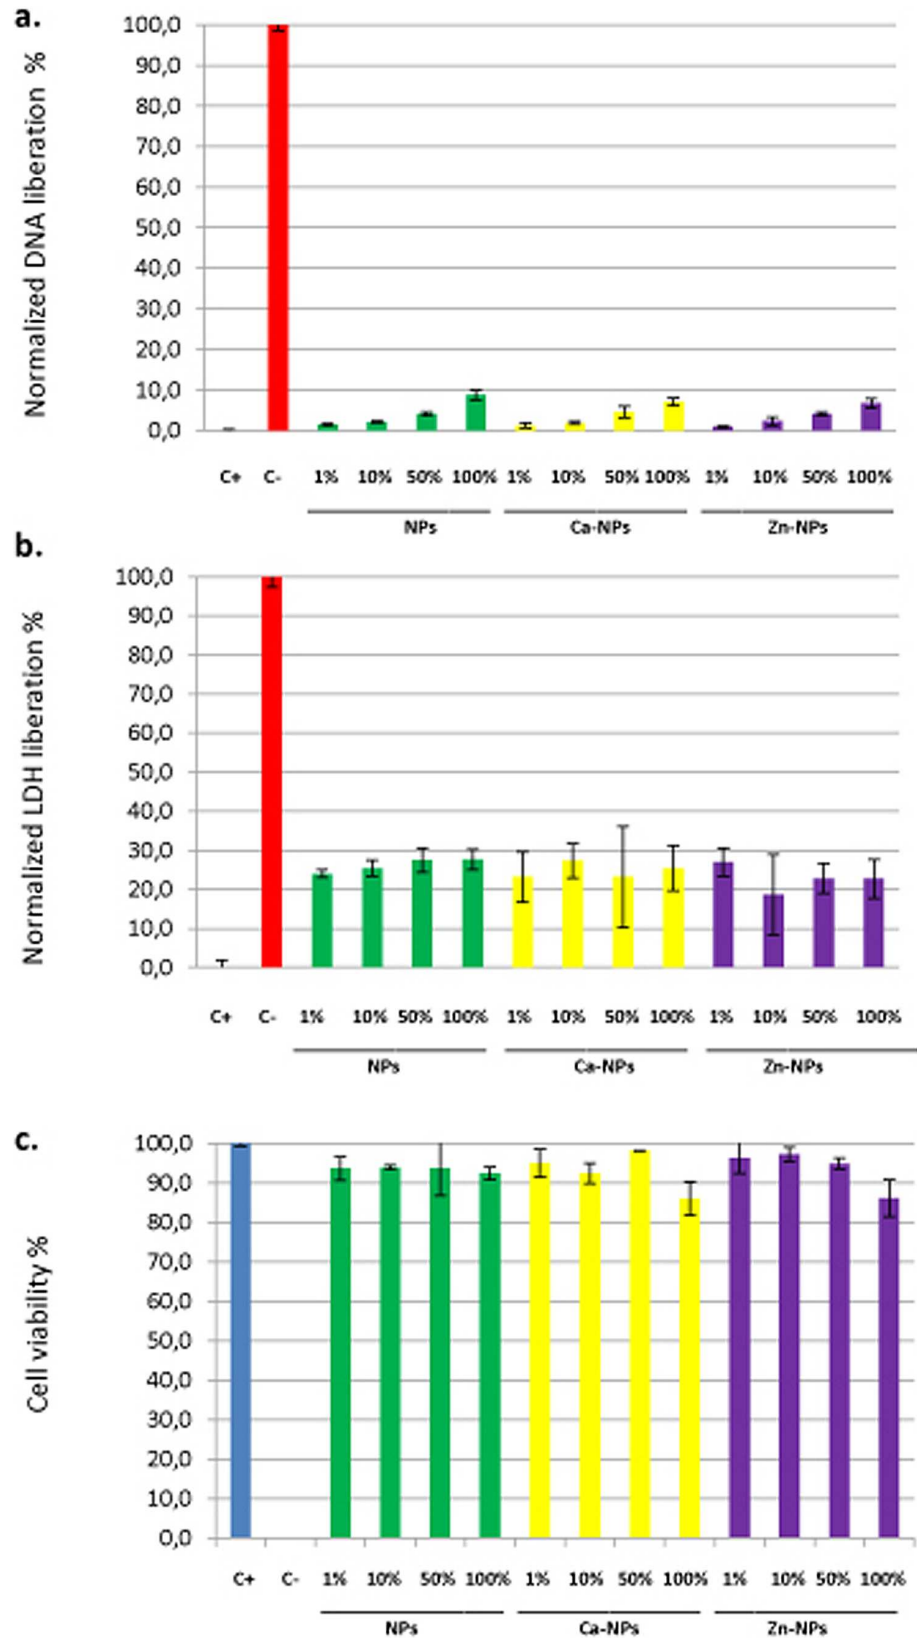 a.
Normalized DNA liberation %
100,0
90,0
80,0
70,0
60,0
50,0
40,0
30,0
20,0
10,0
0,0
C+ C- 1% 10% 50% 100% 1% 10% 50% 100% 1% 10% 50% 100%
NPs Ca-NPs Zn-NPs
b.
Normalized LDH liberation %
100,0
90,0
80,0
70,0
60,0
50,0
40,0
30,0
20,0
10,0
0,0
C+ C- 1% 10% 50% 100% 1% 10% 50% 100% 1% 10% 50% 100%
NPs Ca-NPs Zn-NPs
c.
Cell viability %
100,0
90,0
80,0
70,0
60,0
50,0
40,0
30,0
20,0
10,0
0,0
C+ C- 1% 10% 50% 100% 1% 10% 50% 100% 1% 10% 50% 100%
NPs Ca-NPs Zn-NPs